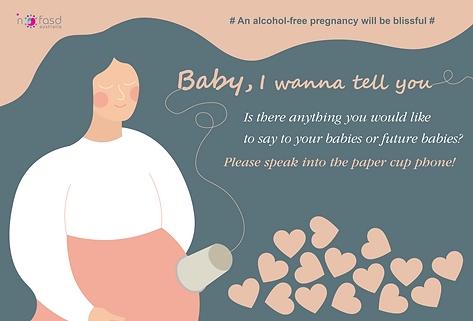 nofasd
australia
# An alcohol-free pregnancy will be blissful #
Baby, I wanna tell you
Is there anything you would like
to say to your babies or future babies?
Please speak into the paper cup phone!